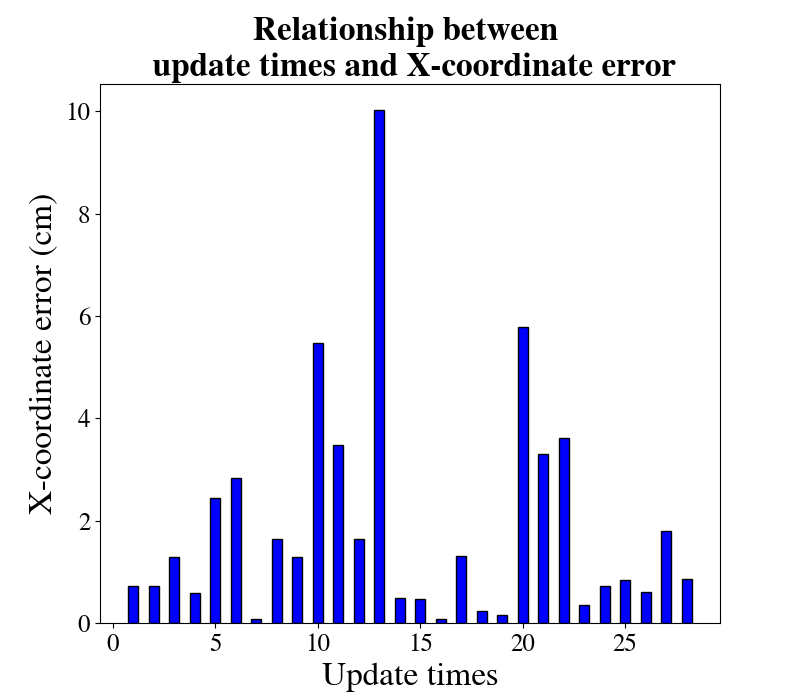 Relationship between
update times and X-coordinate error
10
8
6
4
2
0
X-coordinate error (cm)
0 5 10 15 20 25
Update times